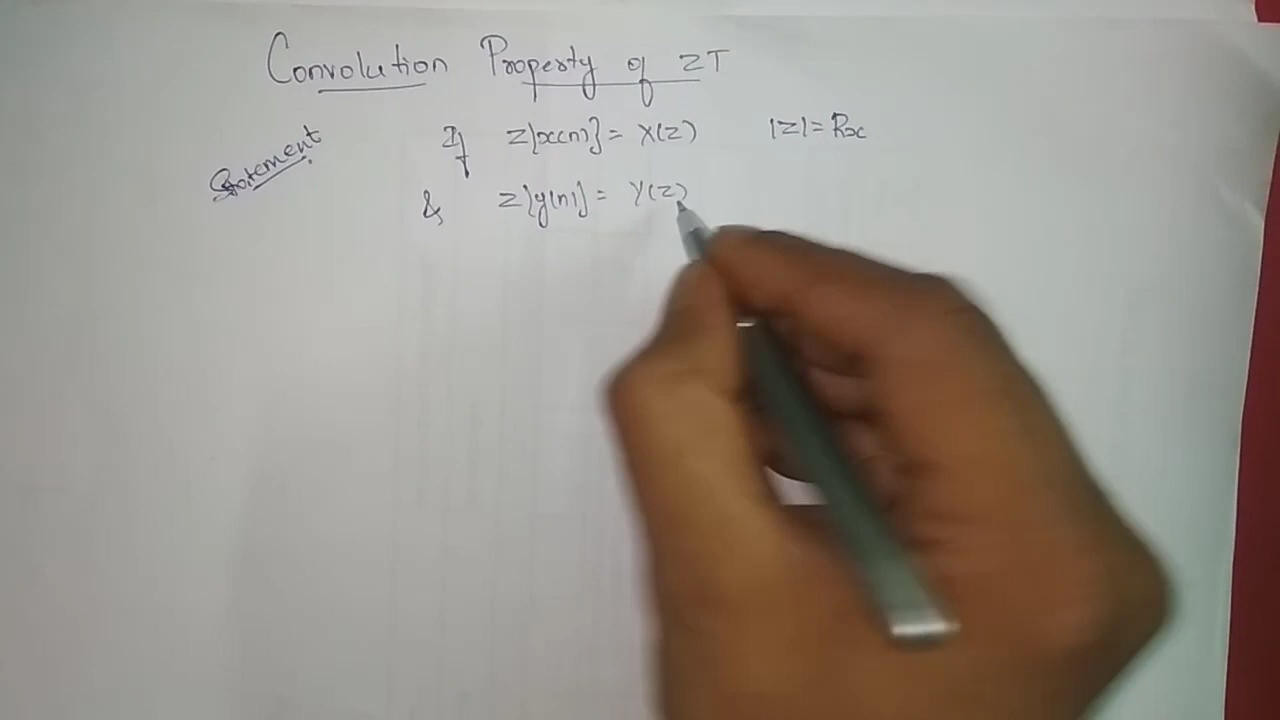 Convolution Property of ZT
Statement
If Z{x(n)} = X(Z) |Z| = Rx
& Z{y(n)} = Y(Z)